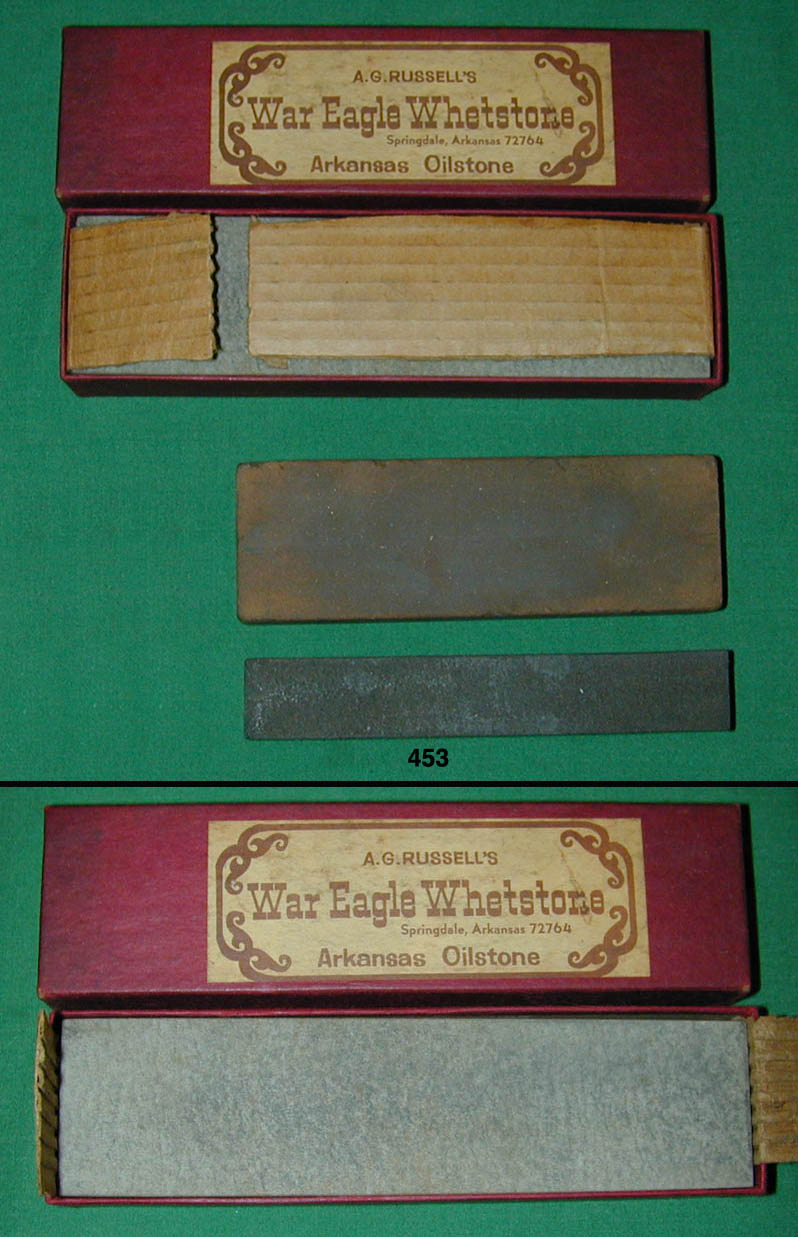 A.G.RUSSELL'S
War Eagle Whetstone
Springdale, Arkansas 72764
Arkansas Oilstone
453
A.G.RUSSELL'S
War Eagle Whetstone
Springdale, Arkansas 72764
Arkansas Oilstone